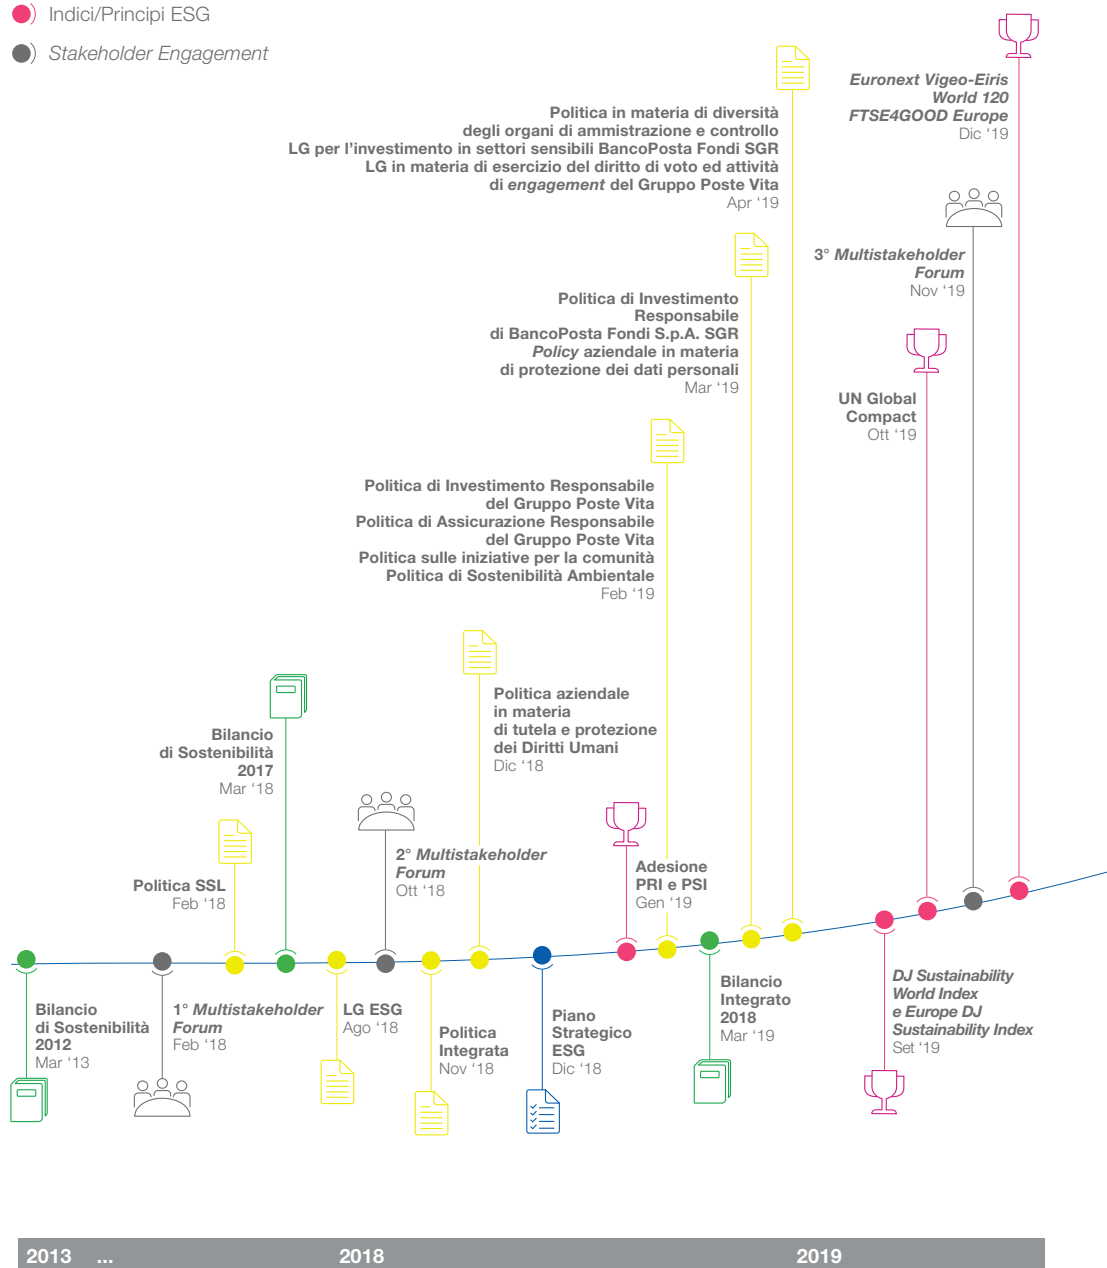 Indici/Principi ESG
Stakeholder Engagement
Euronext Vigeo-Eiris
World 120
FTSE4GOOD Europe
Dic ‘19
Politica in materia di diversità
degli organi di ammistrazione e controllo
LG per l’investimento in settori sensibili BancoPosta Fondi SGR
LG in materia di esercizio del diritto di voto ed attività
di engagement del Gruppo Poste Vita
Apr ‘19
3° Multistakeholder
Forum
Nov ‘19
Politica di Investimento
Responsabile
di BancoPosta Fondi S.p.A. SGR
Policy aziendale in materia
di protezione dei dati personali
Mar ‘19
UN Global
Compact
Ott ‘19
Politica di Investimento Responsabile
del Gruppo Poste Vita
Politica di Assicurazione Responsabile
del Gruppo Poste Vita
Politica sulle iniziative per la comunità
Politica di Sostenibilità Ambientale
Feb ‘19
Politica aziendale
in materia
di tutela e protezione
dei Diritti Umani
Dic ‘18
Bilancio
di Sostenibilità
2017
Mar ‘18
2° Multistakeholder
Forum
Ott ‘18
Adesione
PRI e PSI
Gen ‘19
Politica SSL
Feb ‘18
Bilancio
di Sostenibilità
2012
Mar ‘13
1° Multistakeholder
Forum
Feb ‘18
LG ESG
Ago ‘18
Politica
Integrata
Nov ‘18
Piano
Strategico
ESG
Dic ‘18
Bilancio
Integrato
2018
Mar ‘19
DJ Sustainability
World Index
e Europe DJ
Sustainability Index
Set ‘19
2013 ... 2018 2019